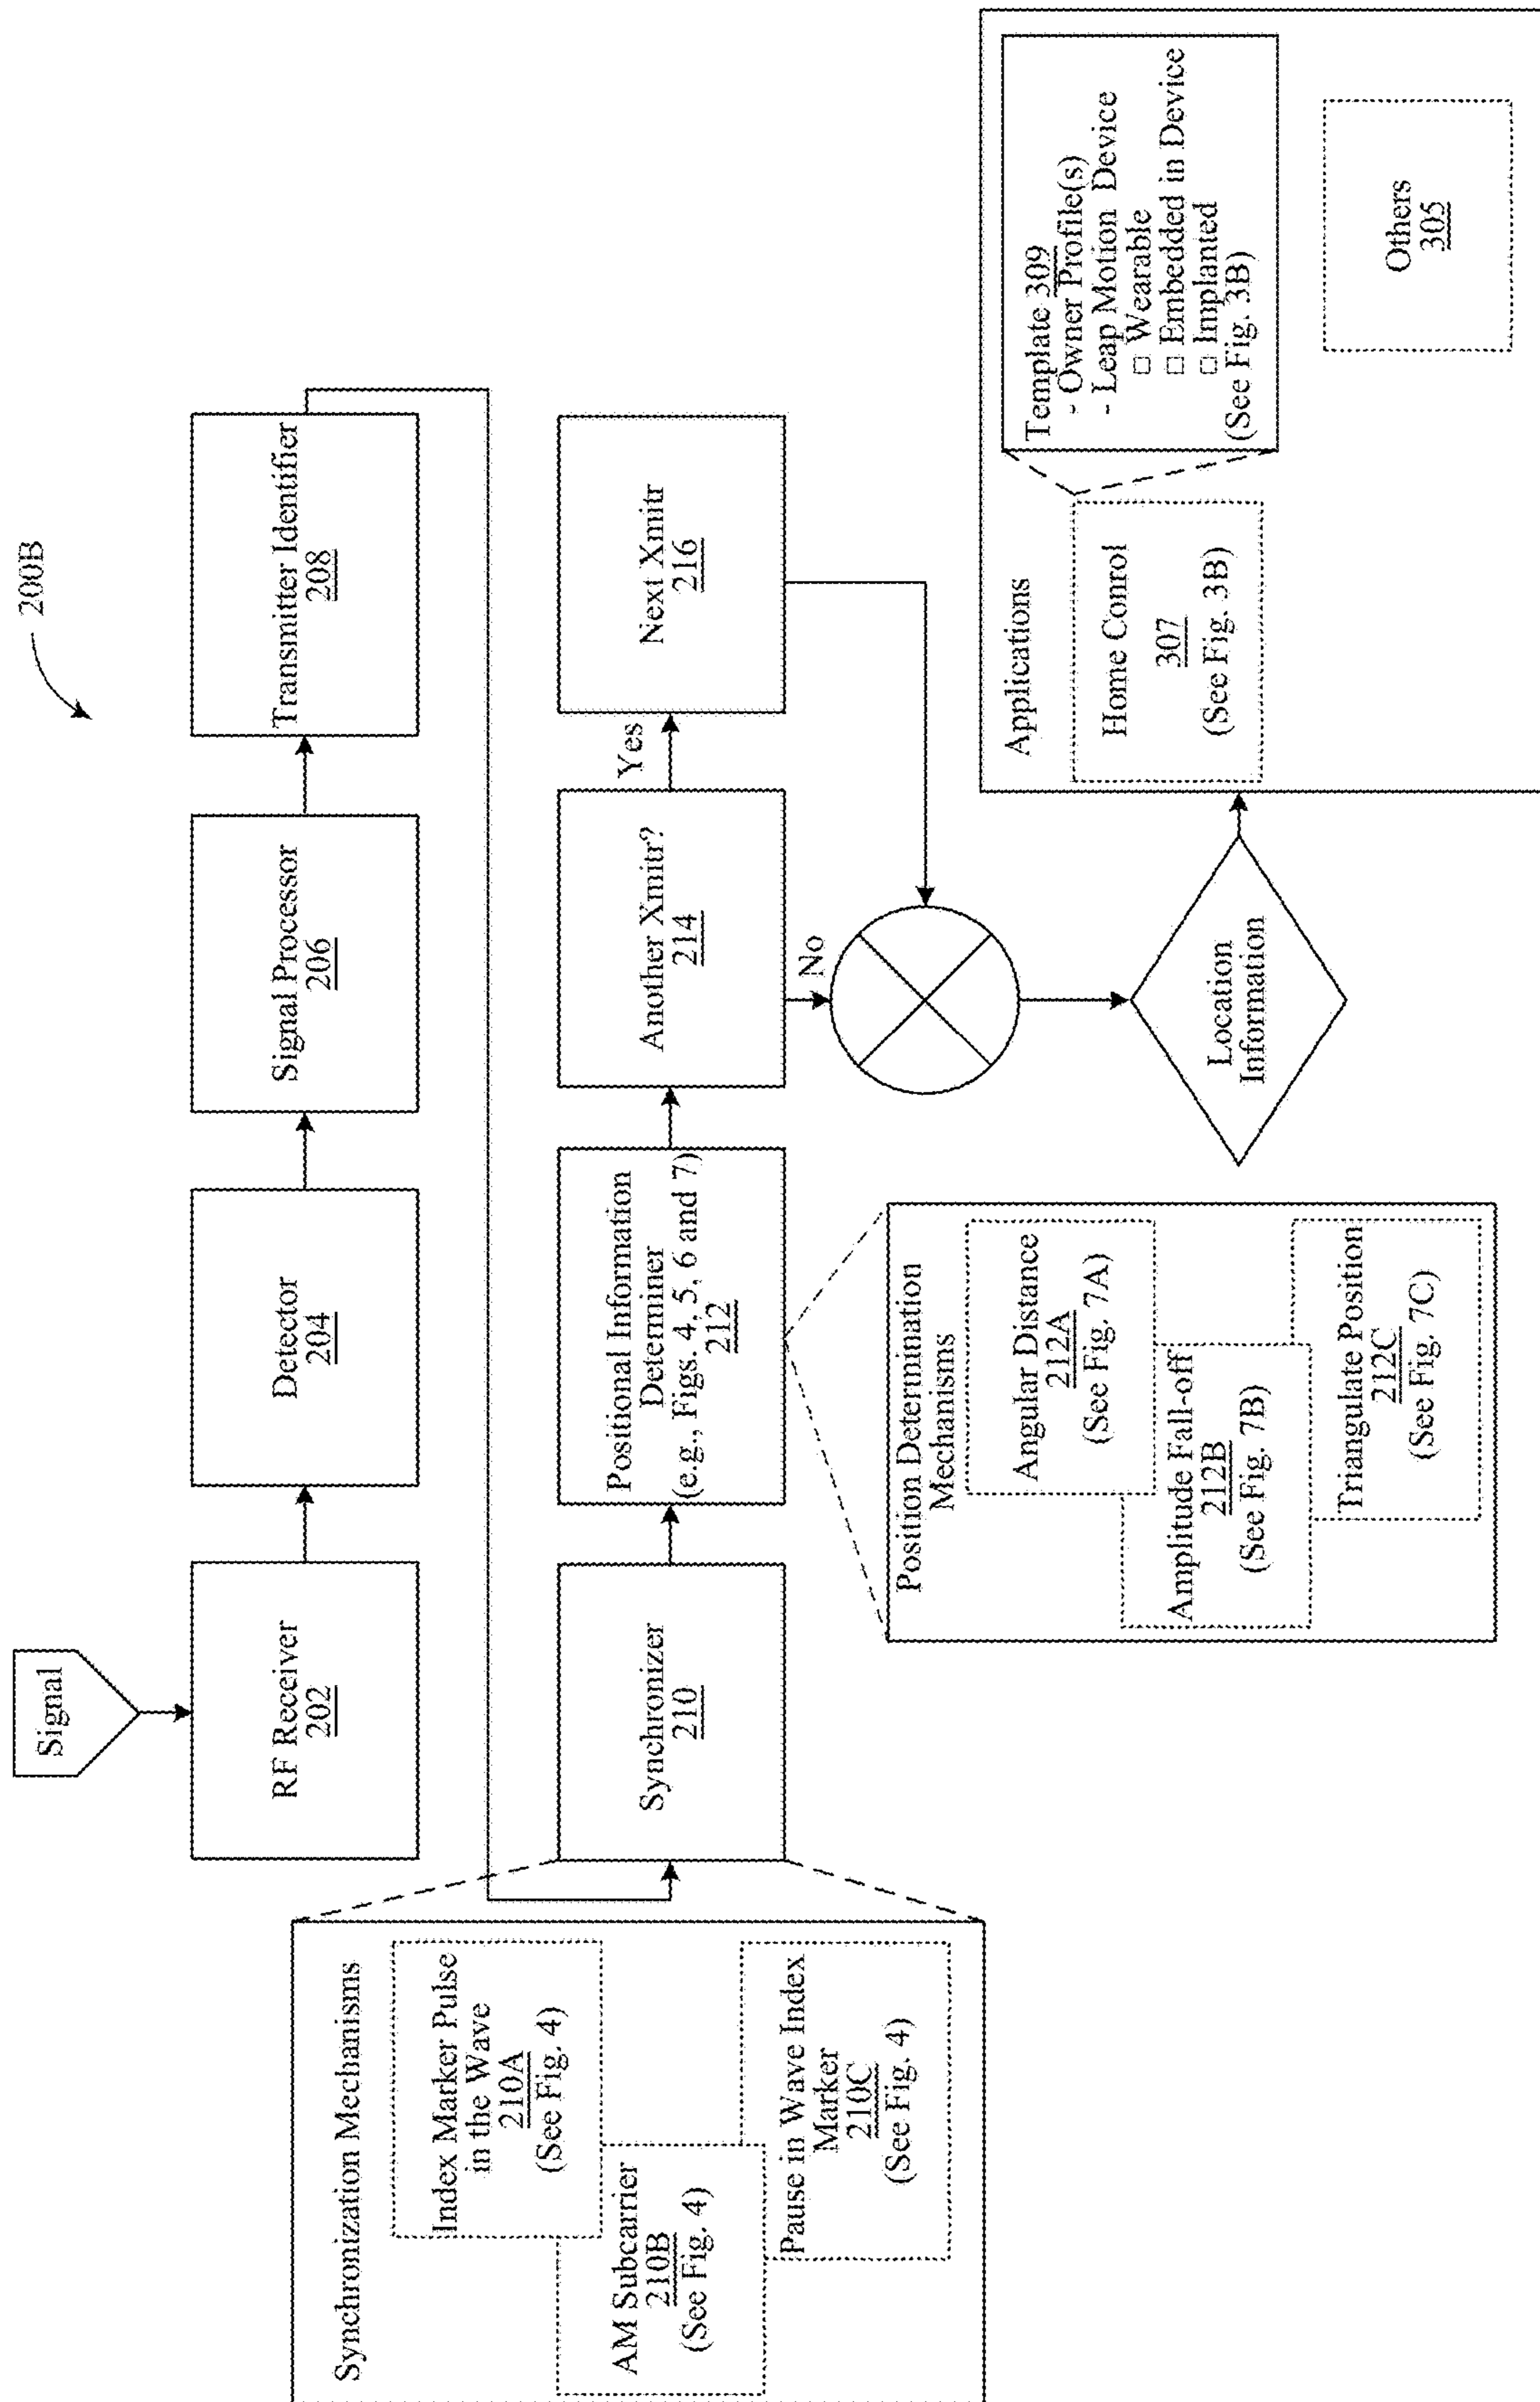 200B
Signal
RF Receiver
202
Detector
204
Signal Processor
206
Transmitter Identifier
208
Synchronization Mechanisms
Index Marker Pulse
in the Wave
210A
(See Fig. 4)
AM Subcarrier
210B
(See Fig. 4)
Pause in Wave Index
Marker
210C
(See Fig. 4)
Synchronizer
210
Positional Information
Determiner
(e.g., Figs. 4, 5, 6 and 7)
212
Another Xmitr?
214
Yes
Next Xmitr
216
No
Position Determination
Mechanisms
Angular Distance
212A
(See Fig. 7A)
Amplitude Fall-off
212B
(See Fig. 7B)
Triangulate Position
212C
(See Fig. 7C)
Location
Information
Applications
Home Conrol
307
(See Fig. 3B)
Template 309
- Owner Profile(s)
- Leap Motion Device
□ Wearable
□ Embedded in Device
□ Implanted
(See Fig. 3B)
Others
305